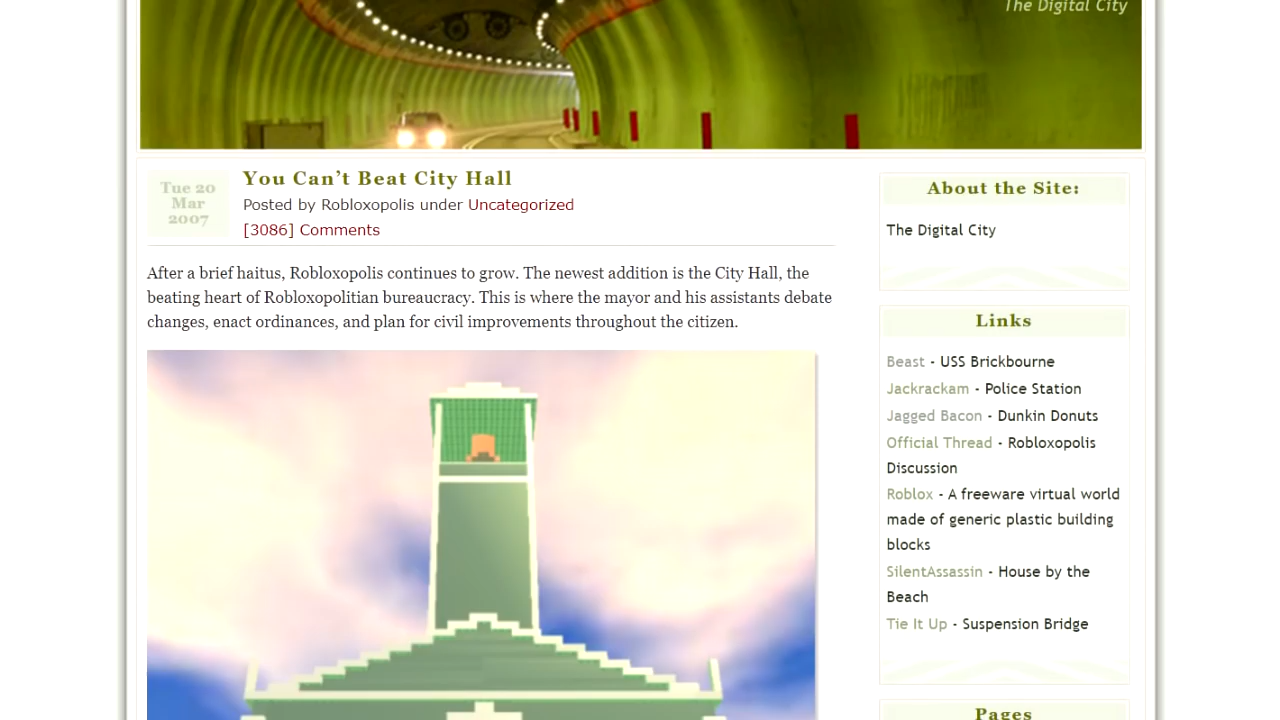 The Digital City
Tue 20
Mar
2007
You Can't Beat City Hall
Posted by Robloxopolis under Uncategorized
[3086] Comments
After a brief haitus, Robloxopolis continues to grow. The newest addition is the City Hall, the
beating heart of Robloxopolitian bureaucracy. This is where the mayor and his assistants debate
changes, enact ordinances, and plan for civil improvements throughout the citizen.
About the Site:
The Digital City
Links
Beast - USS Brickbourne
Jackrackam - Police Station
Jagged Bacon - Dunkin Donuts
Official Thread - Robloxopolis
Discussion
Roblox - A freeware virtual world
made of generic plastic building
blocks
SilentAssassin - House by the
Beach
Tie It Up - Suspension Bridge
Pages